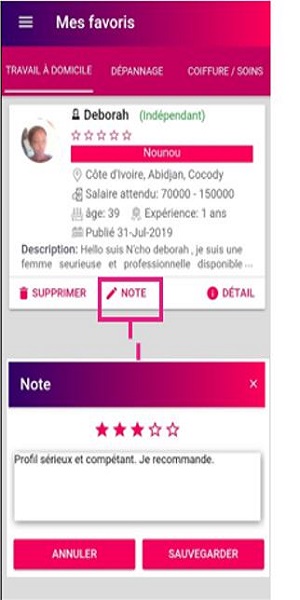 Mes favoris
TRAVAIL À DOMICILE DÉPANNAGE COIFFURE / SOINS
Deborah (Indépendant)
Nounou
Côte d'Ivoire, Abidjan, Cocody
Salaire attendu: 70000 - 150000
âge: 39 Expérience: 1 ans
Publié 31-Jul-2019
Description: Hello suis N'cho deborah , je suis une
femme seurieuse et professionnelle disponible ...
SUPPRIMER NOTE DÉTAIL
Note ×
Profil sérieux et compétant. Je recommande.
ANNULER SAUVEGARDER